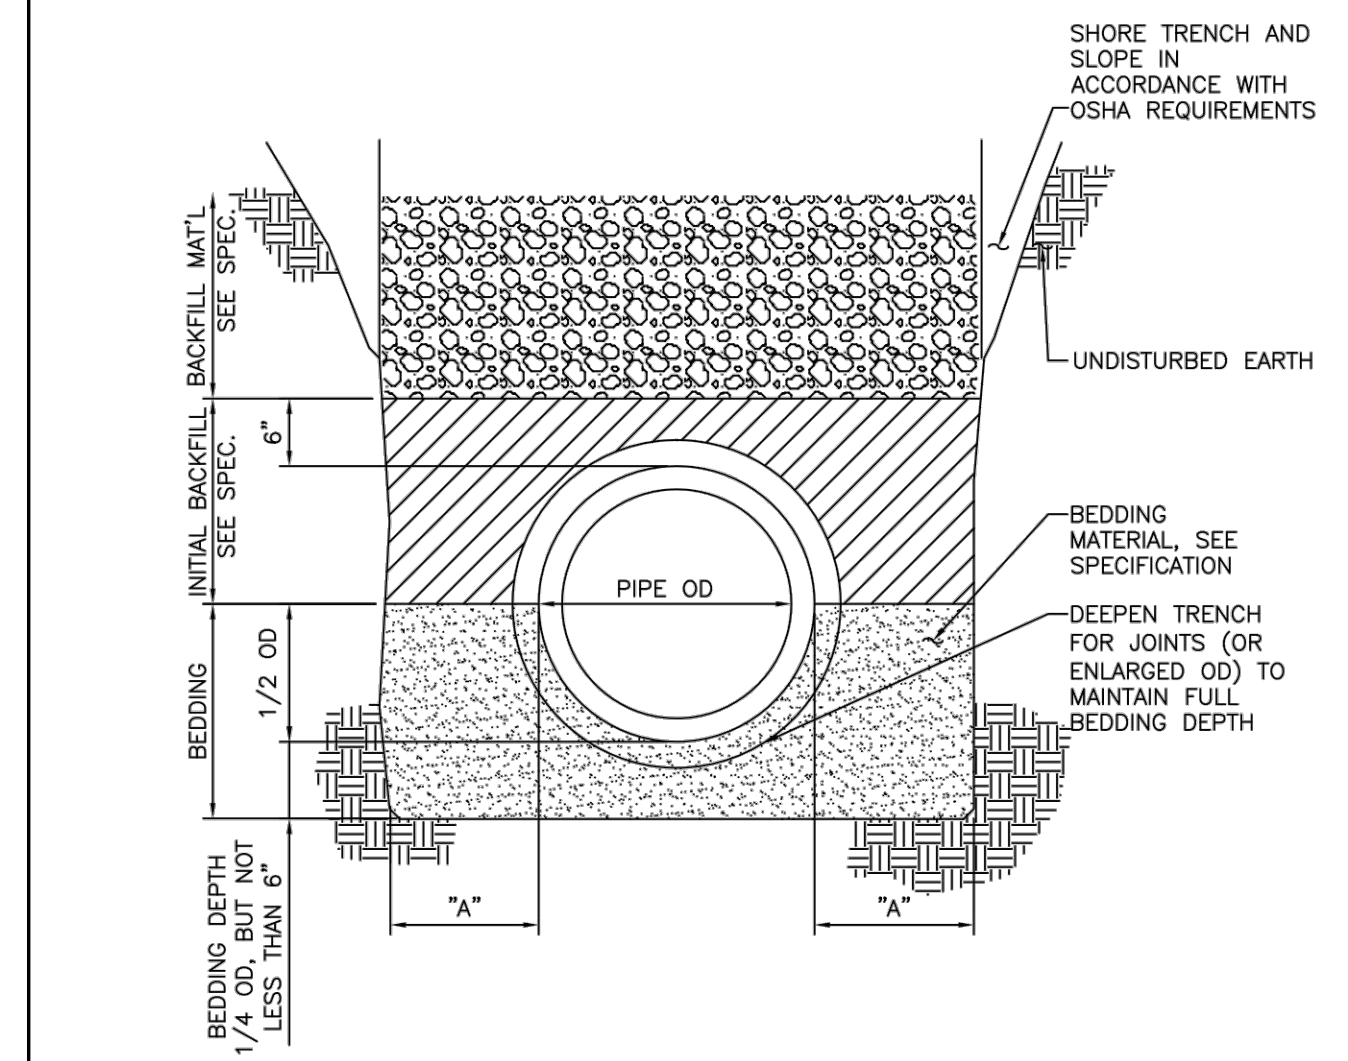 SHORE TRENCH AND
SLOPE IN
ACCORDANCE WITH
OSHA REQUIREMENTS
BACKFILL MAT'L
SEE SPEC.
UNDISTURBED EARTH
6"
INITIAL BACKFILL
SEE SPEC.
BEDDING
MATERIAL, SEE
SPECIFICATION
PIPE OD
DEEPEN TRENCH
FOR JOINTS (OR
ENLARGED OD) TO
MAINTAIN FULL
BEDDING DEPTH
BEDDING
1/2 OD
BEDDING DEPTH
1/4 OD, BUT NOT
LESS THAN 6"
"A"
"A"